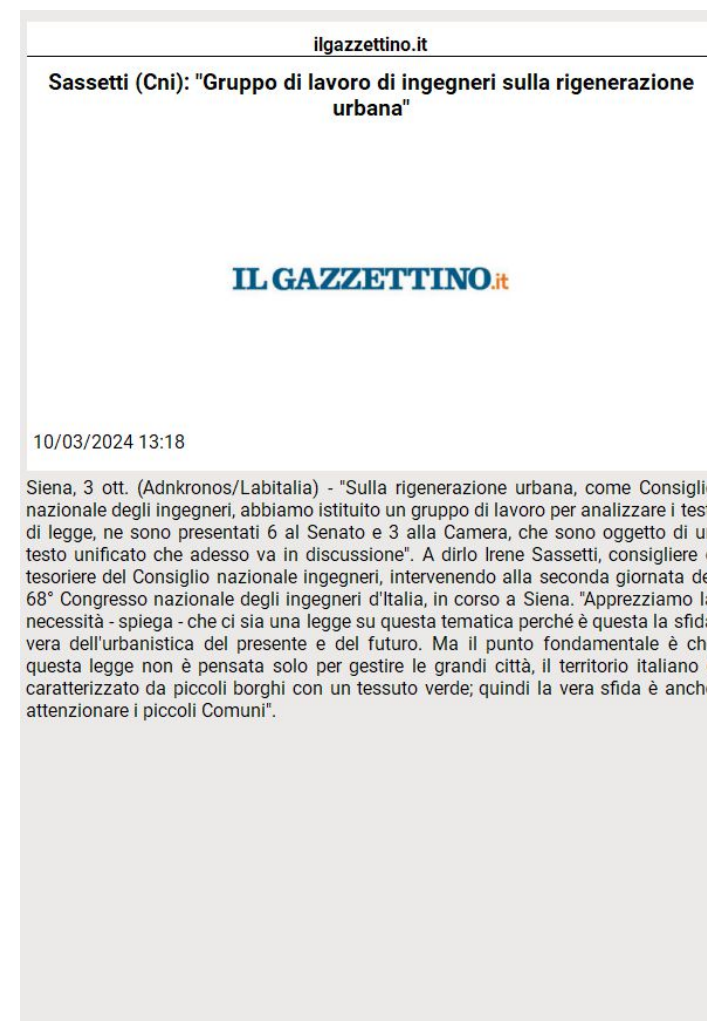 ilgazzettino.it
Sassetti (Cni): "Gruppo di lavoro di ingegneri sulla rigenerazione
urbana"
IL GAZZETTINO.it
10/03/2024 13:18
Siena, 3 ott. (Adnkronos/Labitalia) - "Sulla rigenerazione urbana, come Consigli
nazionale degli ingegneri, abbiamo istituito un gruppo di lavoro per analizzare i test
di legge, ne sono presentati 6 al Senato e 3 alla Camera, che sono oggetto di u
testo unificato che adesso va in discussione". A dirlo Irene Sassetti, consigliere
tesoriere del Consiglio nazionale ingegneri, intervenendo alla seconda giornata de
68° Congresso nazionale degli ingegneri d'Italia, in corso a Siena. "Apprezziamo la
necessità - spiega - che ci sia una legge su questa tematica perché è questa la sfida
vera dell'urbanistica del presente e del futuro. Ma il punto fondamentale è ch
questa legge non è pensata solo per gestire le grandi città, il territorio italiano
caratterizzato da piccoli borghi con un tessuto verde; quindi la vera sfida è anch
attenzionare i piccoli Comuni".